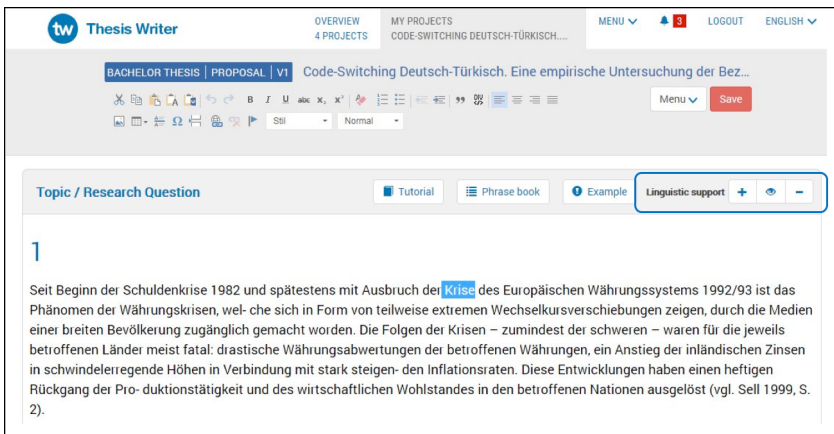 tw Thesis Writer
OVERVIEW
4 PROJECTS
MY PROJECTS
CODE-SWITCHING DEUTSCH-TÜRKISCH....
MENU
3
LOGOUT
ENGLISH
BACHELOR THESIS | PROPOSAL | V1 Code-Switching Deutsch-Türkisch. Eine empirische Untersuchung der Bez...
B I U abc x₂ x² DIV
Menu Save
Ω Stil Normal
Topic / Research Question Tutorial Phrase book Example Linguistic support + −
1
Seit Beginn der Schuldenkrise 1982 und spätestens mit Ausbruch der Krise des Europäischen Währungssystems 1992/93 ist das
Phänomen der Währungskrisen, wel- che sich in Form von teilweise extremen Wechselkursverschiebungen zeigen, durch die Medien
einer breiten Bevölkerung zugänglich gemacht worden. Die Folgen der Krisen – zumindest der schweren – waren für die jeweils
betroffenen Länder meist fatal: drastische Währungsabwertungen der betroffenen Währungen, ein Anstieg der inländischen Zinsen
in schwindelerregende Höhen in Verbindung mit stark steigen- den Inflationsraten. Diese Entwicklungen haben einen heftigen
Rückgang der Pro- duktionstätigkeit und des wirtschaftlichen Wohlstandes in den betroffenen Nationen ausgelöst (vgl. Sell 1999, S.
2).